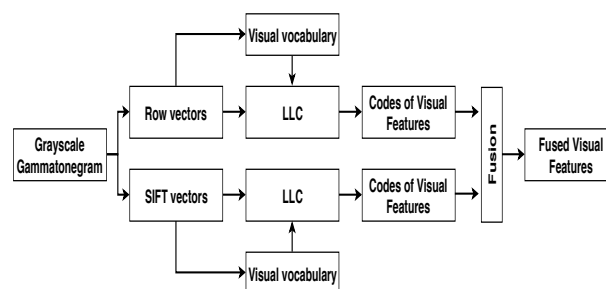 Visual vocabulary
Row vectors
LLC
Codes of Visual
Features
Grayscale
Gammatonegram
Fusion
Fused Visual
Features
SIFT vectors
LLC
Codes of Visual
Features
Visual vocabulary